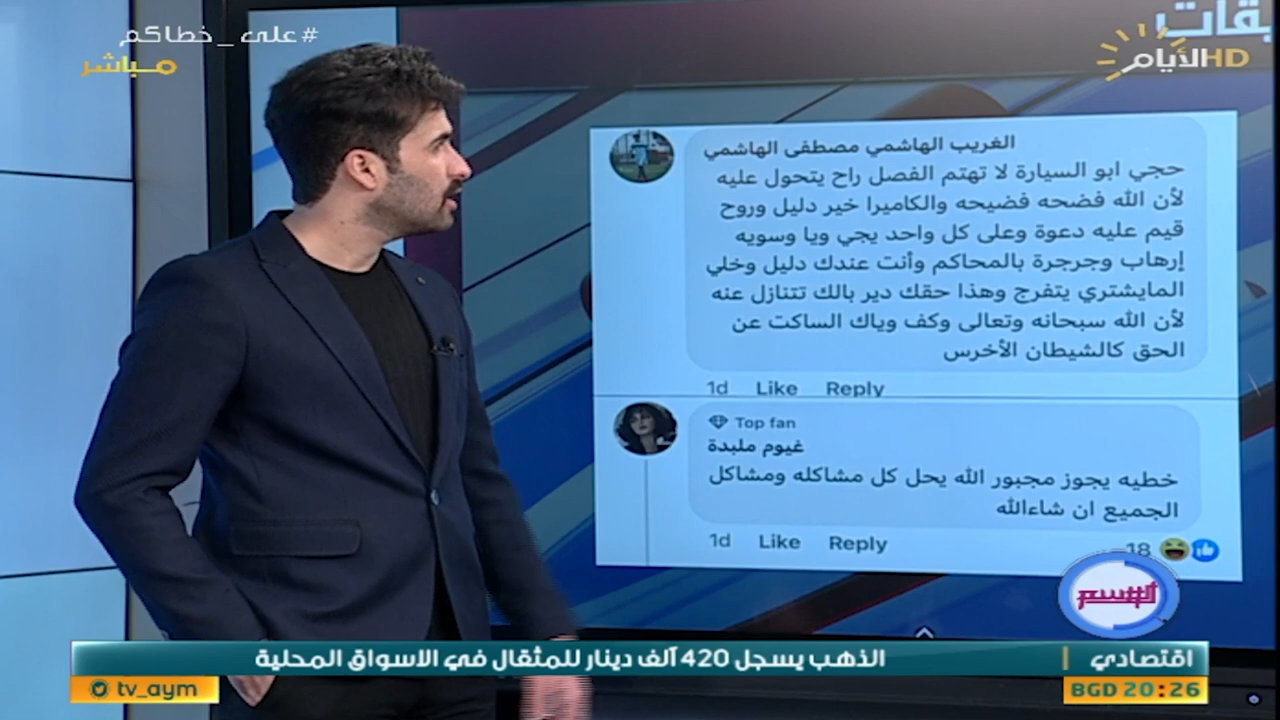 #على_خطاكم
مباشر
بقات
الأيام HD
الغريب الهاشمي مصطفى الهاشمي
حجي ابو السيارة لا تهتم الفصل راح يتحول عليه
لأن الله فضحه فضيحه والكاميرا خير دليل وروح
قيم عليه دعوة وعلى كل واحد يجي ويا وسويه
إرهاب وجرجرة بالمحاكم وأنت عندك دليل وخلي
المايشتري يتفرج وهذا حقك دير بالك تتنازل عنه
لأن الله سبحانه وتعالى وكف وياك الساكت عن
الحق كالشيطان الأخرس
1d Like Reply
Top fan
غيوم ملبدة
خطيه يجوز مجبور الله يحل كل مشاكله ومشاكل
الجميع ان شاءالله
1d Like Reply
18
اقتصادي | الذهب يسجل 420 آلف دينار للمثقال في الاسواق المحلية
tv_aym
BGD 20:26